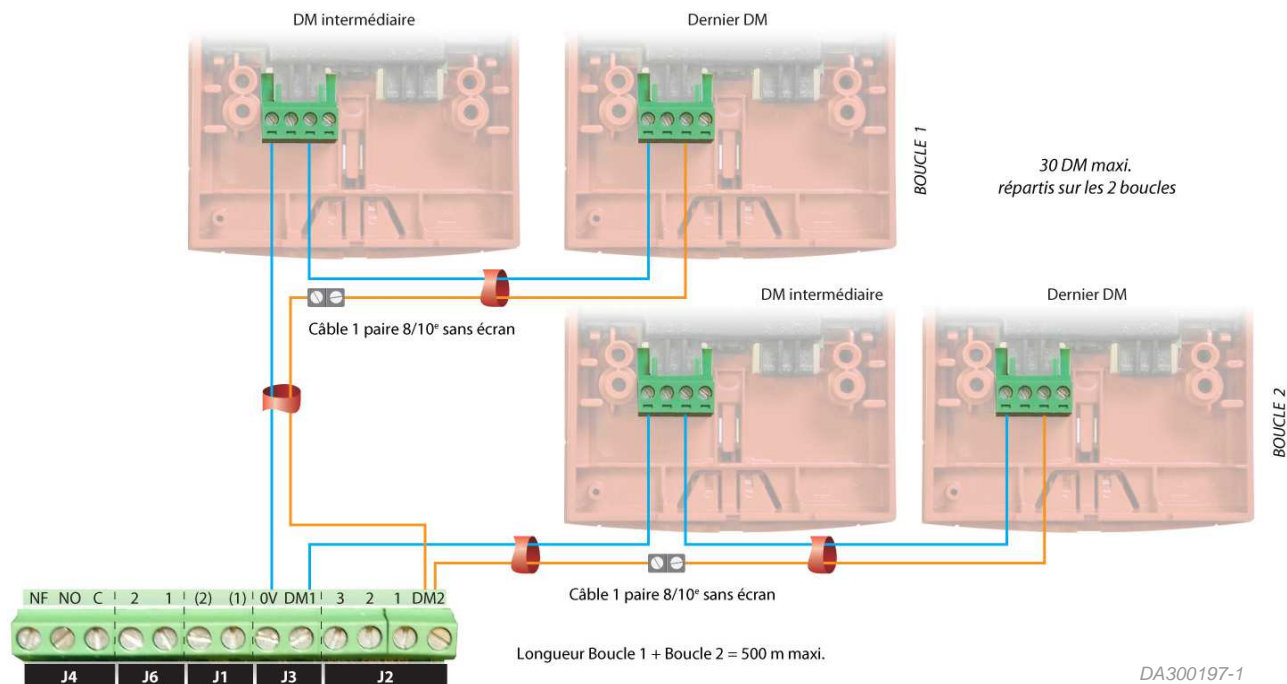 DM intermédiaire
Dernier DM
BOUCLE 1
30 DM maxi.
répartis sur les 2 boucles
DM intermédiaire
Dernier DM
Câble 1 paire 8/10ᵉ sans écran
BOUCLE 2
NF NO C 2 1 (2) (1) 0V DM1 3 2 1 DM2
Câble 1 paire 8/10ᵉ sans écran
Longueur Boucle 1 + Boucle 2 = 500 m maxi.
J4 J6 J1 J3 J2
DA300197-1